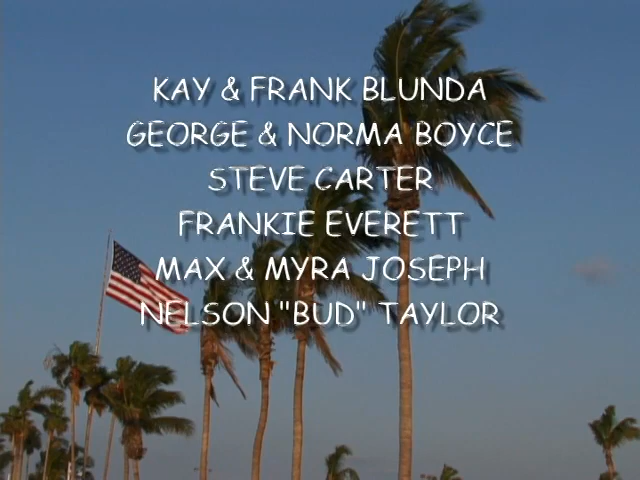 KAY & FRANK BLUNDA
GEORGE & NORMA BOYCE
STEVE CARTER
FRANKIE EVERETT
MAX & MYRA JOSEPH
NELSON "BUD" TAYLOR